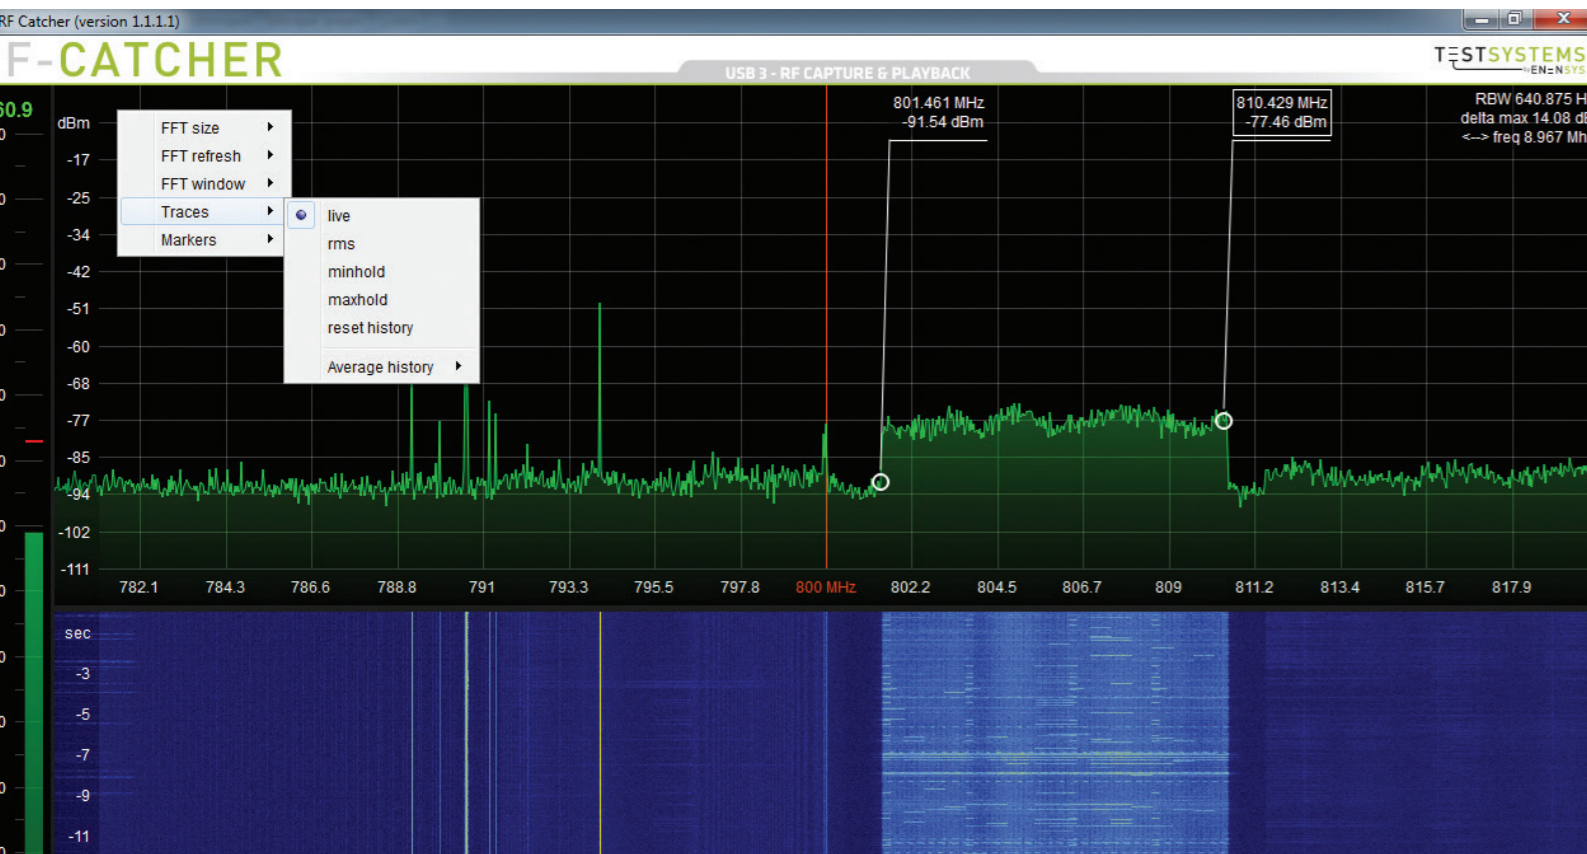 RF Catcher (version 1.1.1.1)
F-CATCHER
USB 3 - RF CAPTURE & PLAYBACK
TESTSYSTEMS
by ENENSYS
60.9
dBm
-17
-25
-34
-42
-51
-60
-68
-77
-85
-94
-102
-111
FFT size
FFT refresh
FFT window
Traces
Markers
live
rms
minhold
maxhold
reset history
Average history
801.461 MHz
-91.54 dBm
810.429 MHz
-77.46 dBm
RBW 640.875 H
delta max 14.08 dB
<--> freq 8.967 Mh
782.1 784.3 786.6 788.8 791 793.3 795.5 797.8 800 MHz 802.2 804.5 806.7 809 811.2 813.4 815.7 817.9
sec
-3
-5
-7
-9
-11